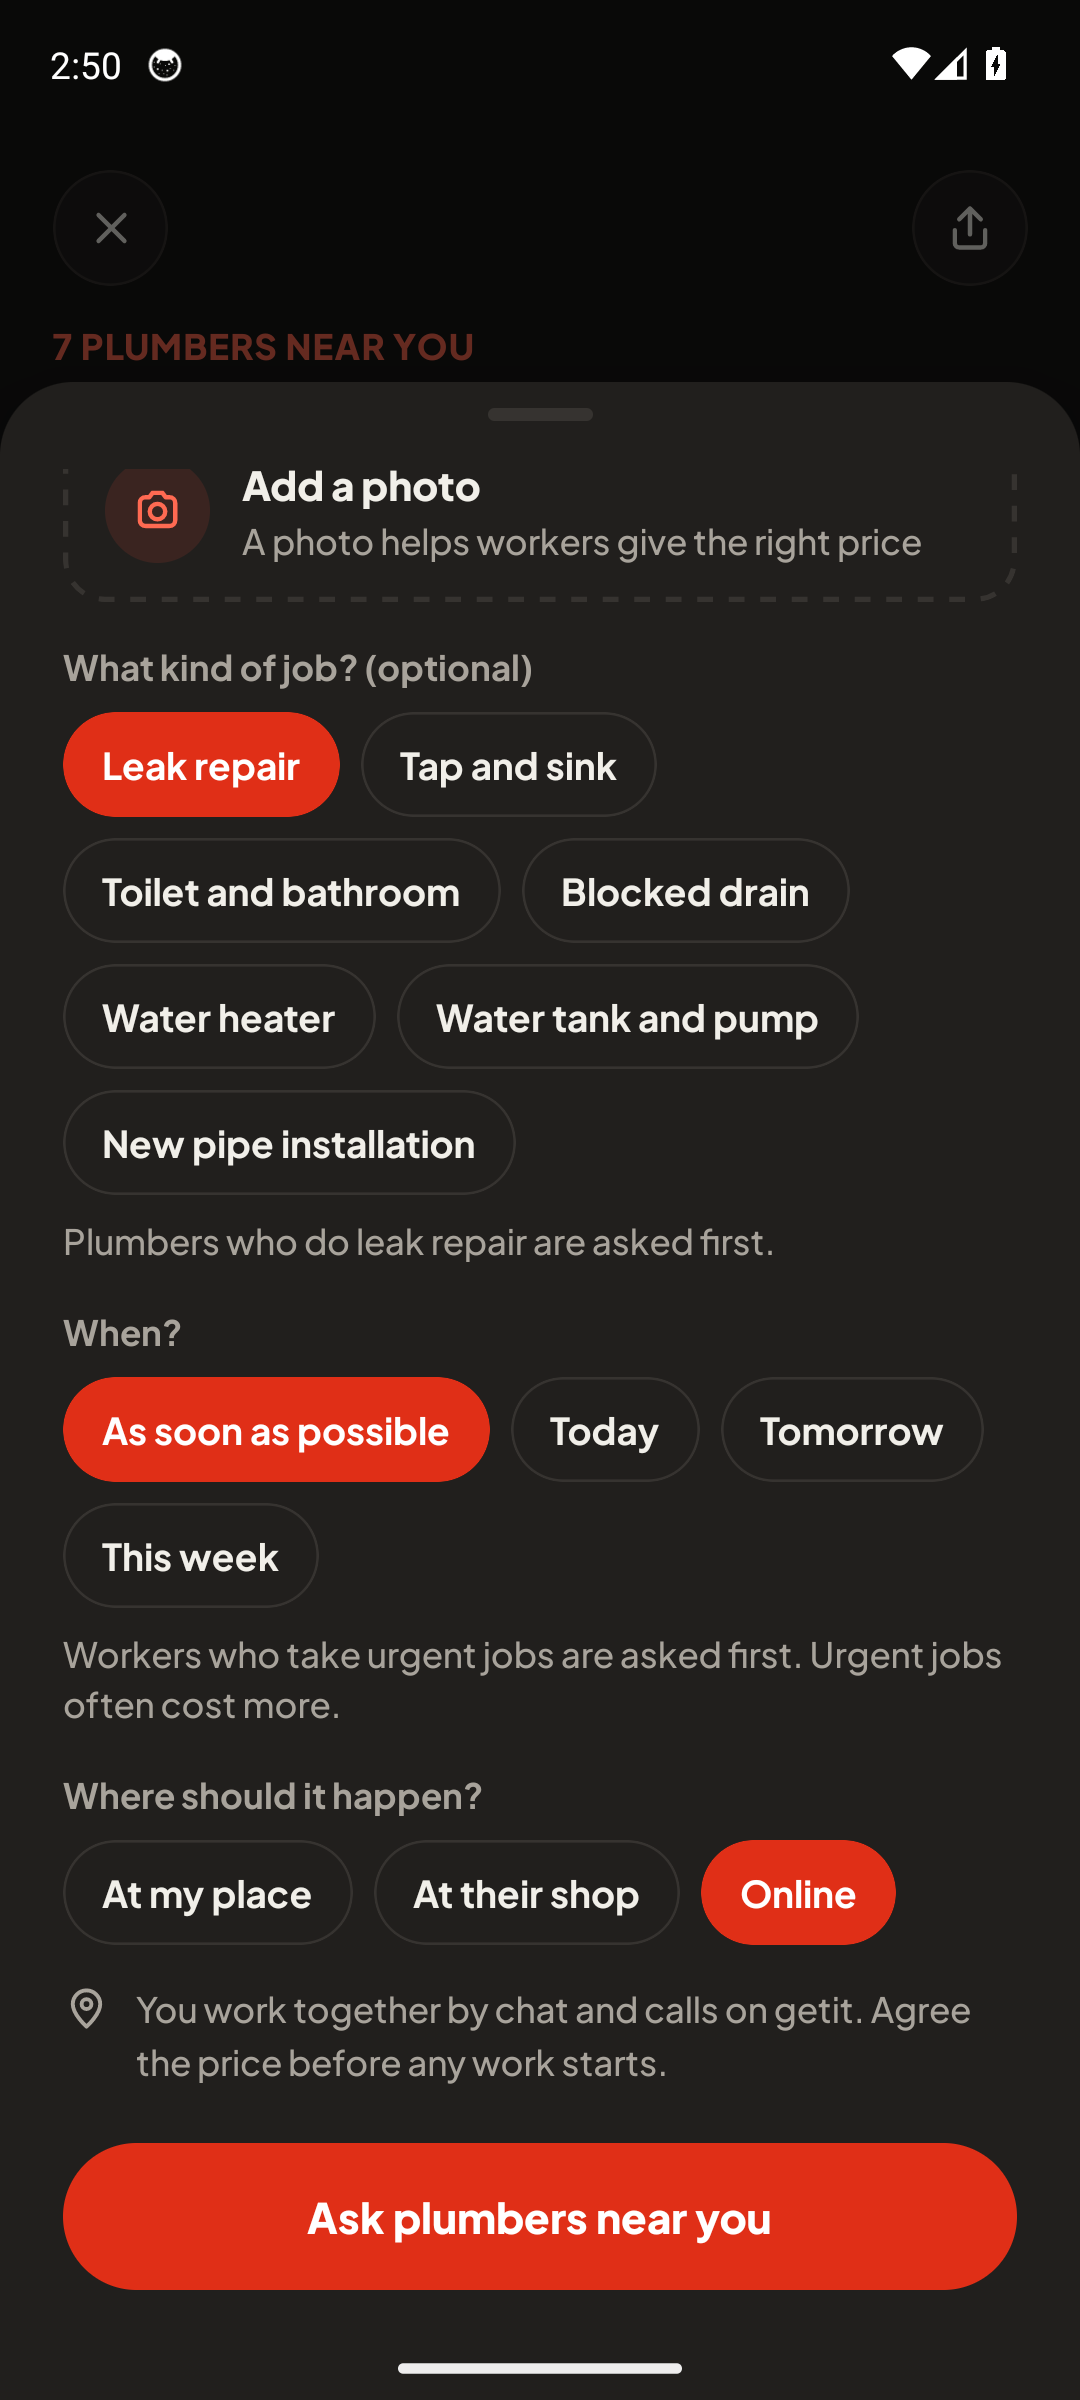 2:50
7 PLUMBERS NEAR YOU
Add a photo
A photo helps workers give the right price
What kind of job? (optional)
Leak repair
Tap and sink
Toilet and bathroom
Blocked drain
Water heater
Water tank and pump
New pipe installation
Plumbers who do leak repair are asked first.
When?
As soon as possible
Today
Tomorrow
This week
Workers who take urgent jobs are asked first. Urgent jobs
often cost more.
Where should it happen?
At my place
At their shop
Online
You work together by chat and calls on getit. Agree
the price before any work starts.
Ask plumbers near you